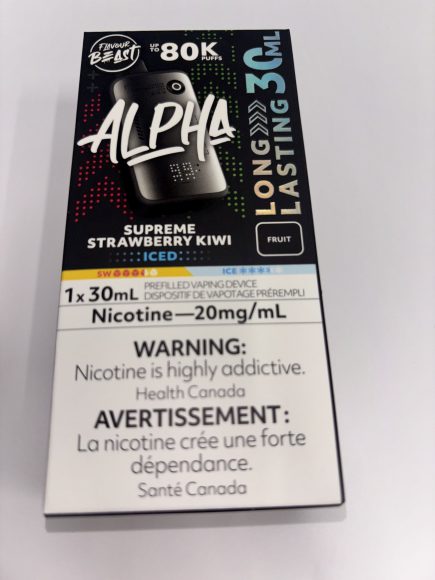 FLAVOUR
BEAST
UP TO 80K PUFFS
ALPHA
LONG LASTING 30ML
SUPREME
STRAWBERRY KIWI
ICED
FRUIT
SW
ICE
1 x 30mL PREFILLED VAPING DEVICE
DISPOSITIF DE VAPOTAGE PRÉREMPLI
Nicotine—20mg/mL
WARNING:
Nicotine is highly addictive.
Health Canada
AVERTISSEMENT :
La nicotine crée une forte
dépendance.
Santé Canada